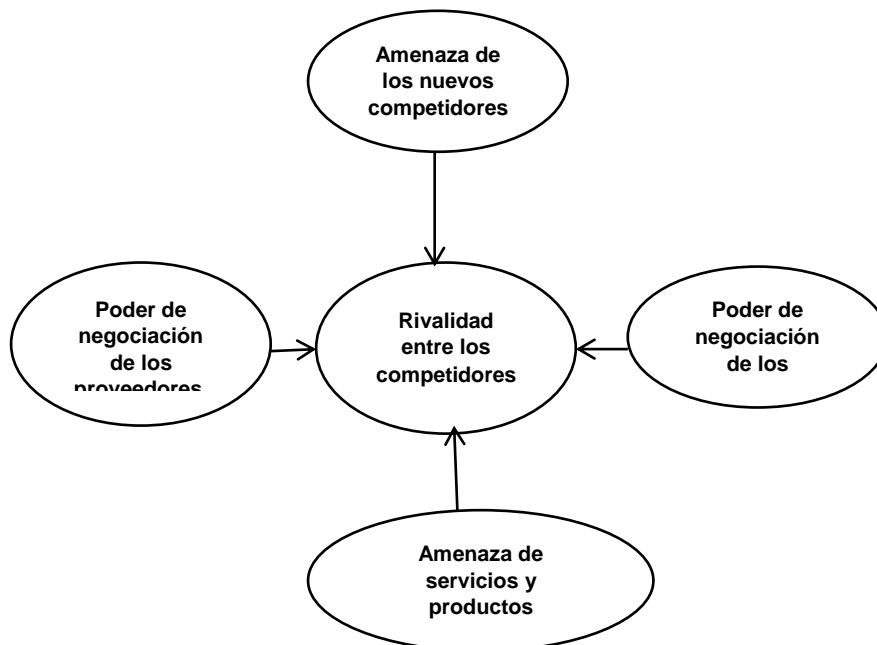 Amenaza de
los nuevos
competidores
Poder de
negociación
de los
proveedores
Rivalidad
entre los
competidores
Poder de
negociación
de los
Amenaza de
servicios y
productos